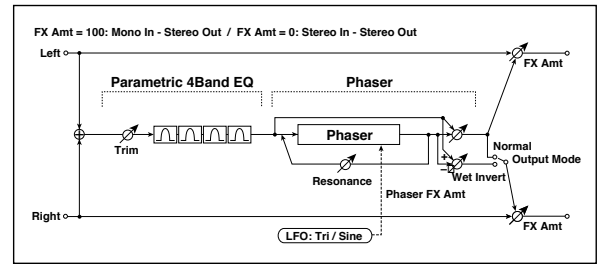 FX Amt = 100: Mono In - Stereo Out / FX Amt = 0: Stereo In - Stereo Out
Left
FX Amt
Parametric 4Band EQ
Phaser
Phaser
Trim
Resonance
+
−
Normal
Output Mode
Wet Invert
Phaser FX Amt
Right
FX Amt
LFO: Tri / Sine